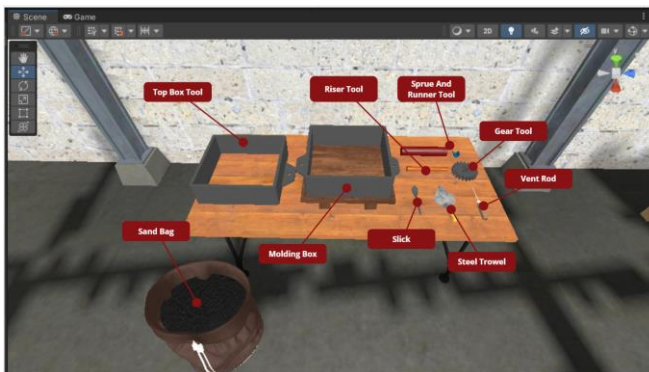 Scene
Game
2D
Top Box Tool
Riser Tool
Sprue And
Runner Tool
Gear Tool
Vent Rod
Sand Bag
Molding Box
Slick
Steel Trowel